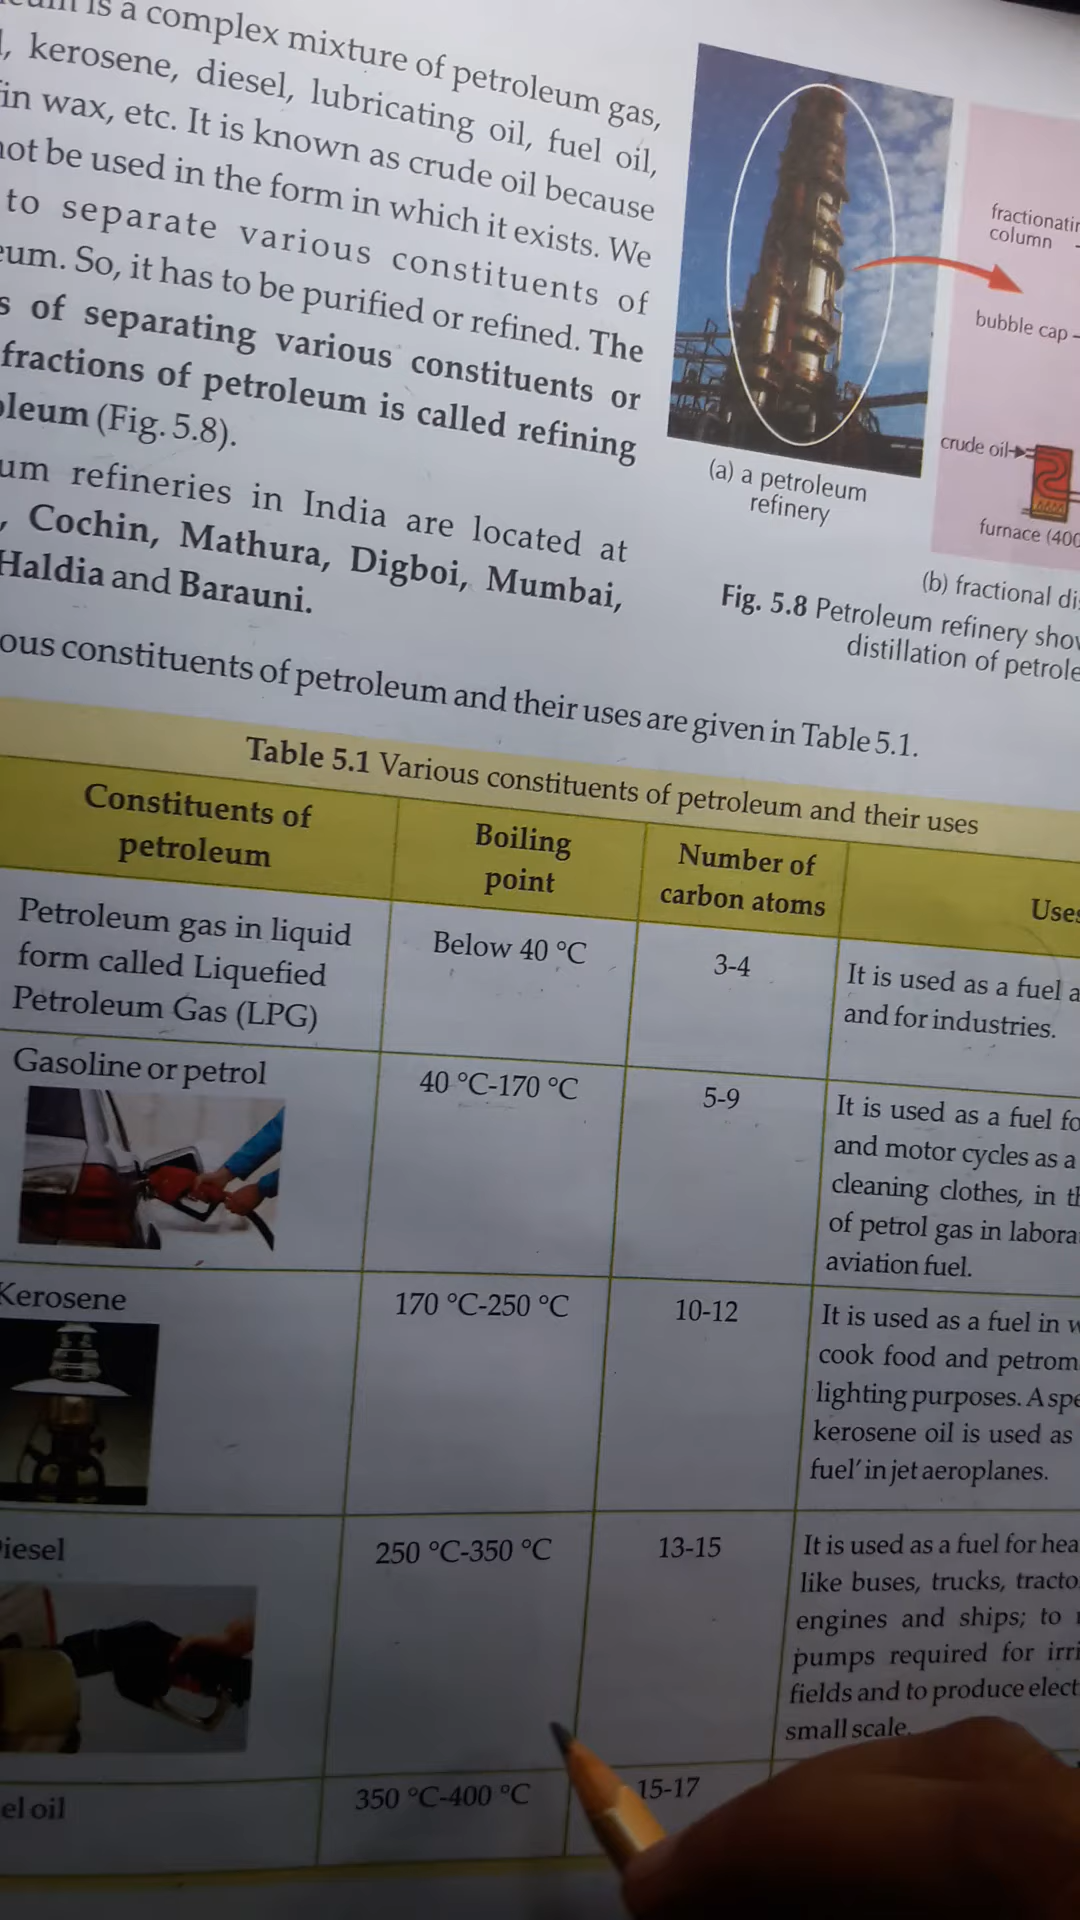 is a complex mixture of petroleum gas,
, kerosene, diesel, lubricating oil, fuel oil,
wax, etc. It is known as crude oil because
not be used in the form in which it exists. We
to separate various constituents of
So, it has to be purified or refined. The
of separating various constituents or
fractions of petroleum is called refining
(Fig. 5.8).
refineries in India are located at
, Cochin, Mathura, Digboi, Mumbai,
Haldia and Barauni.
constituents of petroleum and their uses are given in Table 5.1.
fractionatin
column
bubble cap
crude oil
furnace (400
(a) a petroleum
refinery
(b) fractional dis
Fig. 5.8 Petroleum refinery show
distillation of petrole
Table 5.1 Various constituents of petroleum and their uses
Constituents of
petroleum
Boiling
point
Number of
carbon atoms
Uses
Petroleum gas in liquid
form called Liquefied
Petroleum Gas (LPG)
Below 40 °C
3-4
It is used as a fuel a
and for industries.
Gasoline or petrol
40 °C-170 °C
5-9
It is used as a fuel fo
and motor cycles as a
cleaning clothes, in th
of petrol gas in labora
aviation fuel.
Kerosene
170 °C-250 °C
10-12
It is used as a fuel in w
cook food and petrom
lighting purposes. A spe
kerosene oil is used as
fuel' in jet aeroplanes.
iesel
250 °C-350 °C
13-15
It is used as a fuel for hea
like buses, trucks, tracto
engines and ships; to
pumps required for irri
fields and to produce elect
small scale.
el oil
350 °C-400 °C
15-17